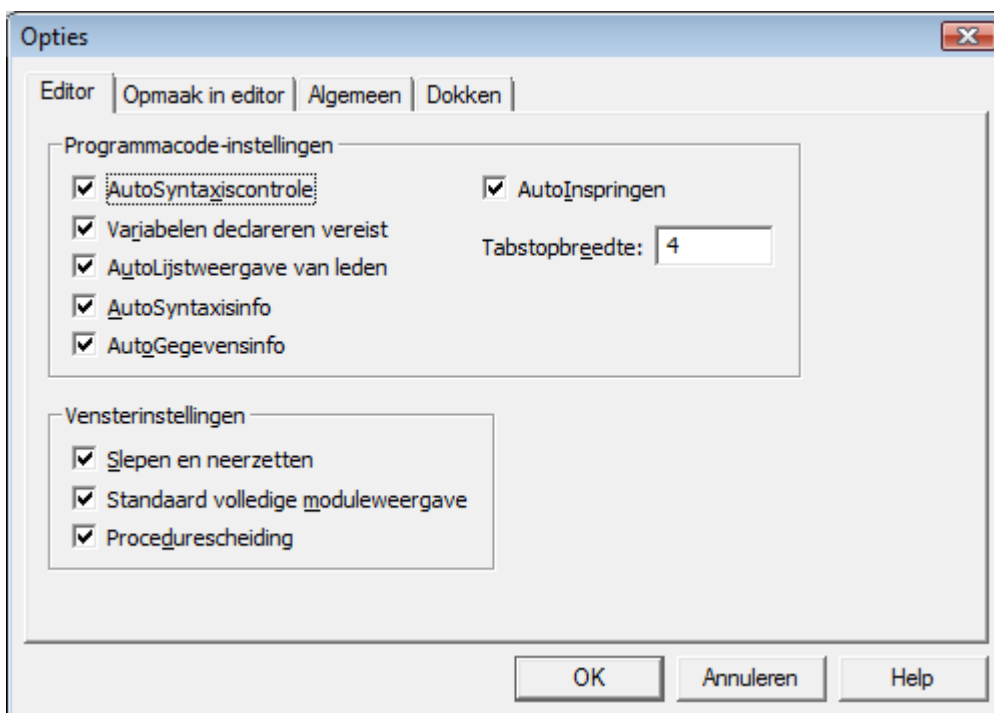 Opties
Editor
Opmaak in editor
Algemeen
Dokken
Programmacode-instellingen
AutoSyntaxiscontrole
AutoInspringen
Variabelen declareren vereist
Tabstopbreedte: 4
AutoLijstweergave van leden
AutoSyntaxisinfo
AutoGegevensinfo
Vensterinstellingen
Slepen en neerzetten
Standaard volledige moduleweergave
Procedurescheiding
OK
Annuleren
Help